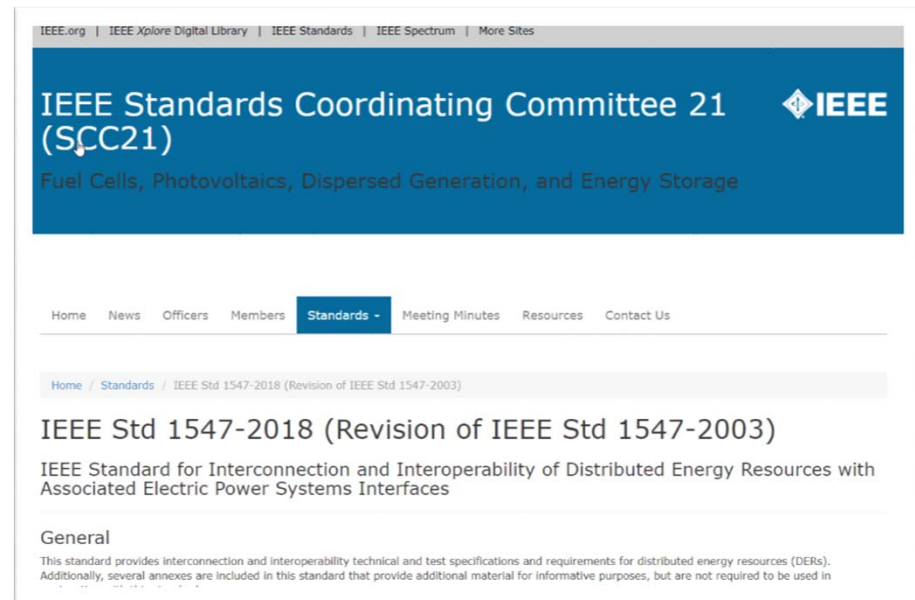 IEEE.org | IEEE Xplore Digital Library | IEEE Standards | IEEE Spectrum | More Sites
IEEE Standards Coordinating Committee 21
(SCC21)
IEEE
Fuel Cells, Photovoltaics, Dispersed Generation, and Energy Storage
Home News Officers Members Standards Meeting Minutes Resources Contact Us
Home / Standards / IEEE Std 1547-2018 (Revision of IEEE Std 1547-2003)
IEEE Std 1547-2018 (Revision of IEEE Std 1547-2003)
IEEE Standard for Interconnection and Interoperability of Distributed Energy Resources with
Associated Electric Power Systems Interfaces
General
This standard provides interconnection and interoperability technical and test specifications and requirements for distributed energy resources (DERs).
Additionally, several annexes are included in this standard that provide additional material for informative purposes, but are not required to be used in